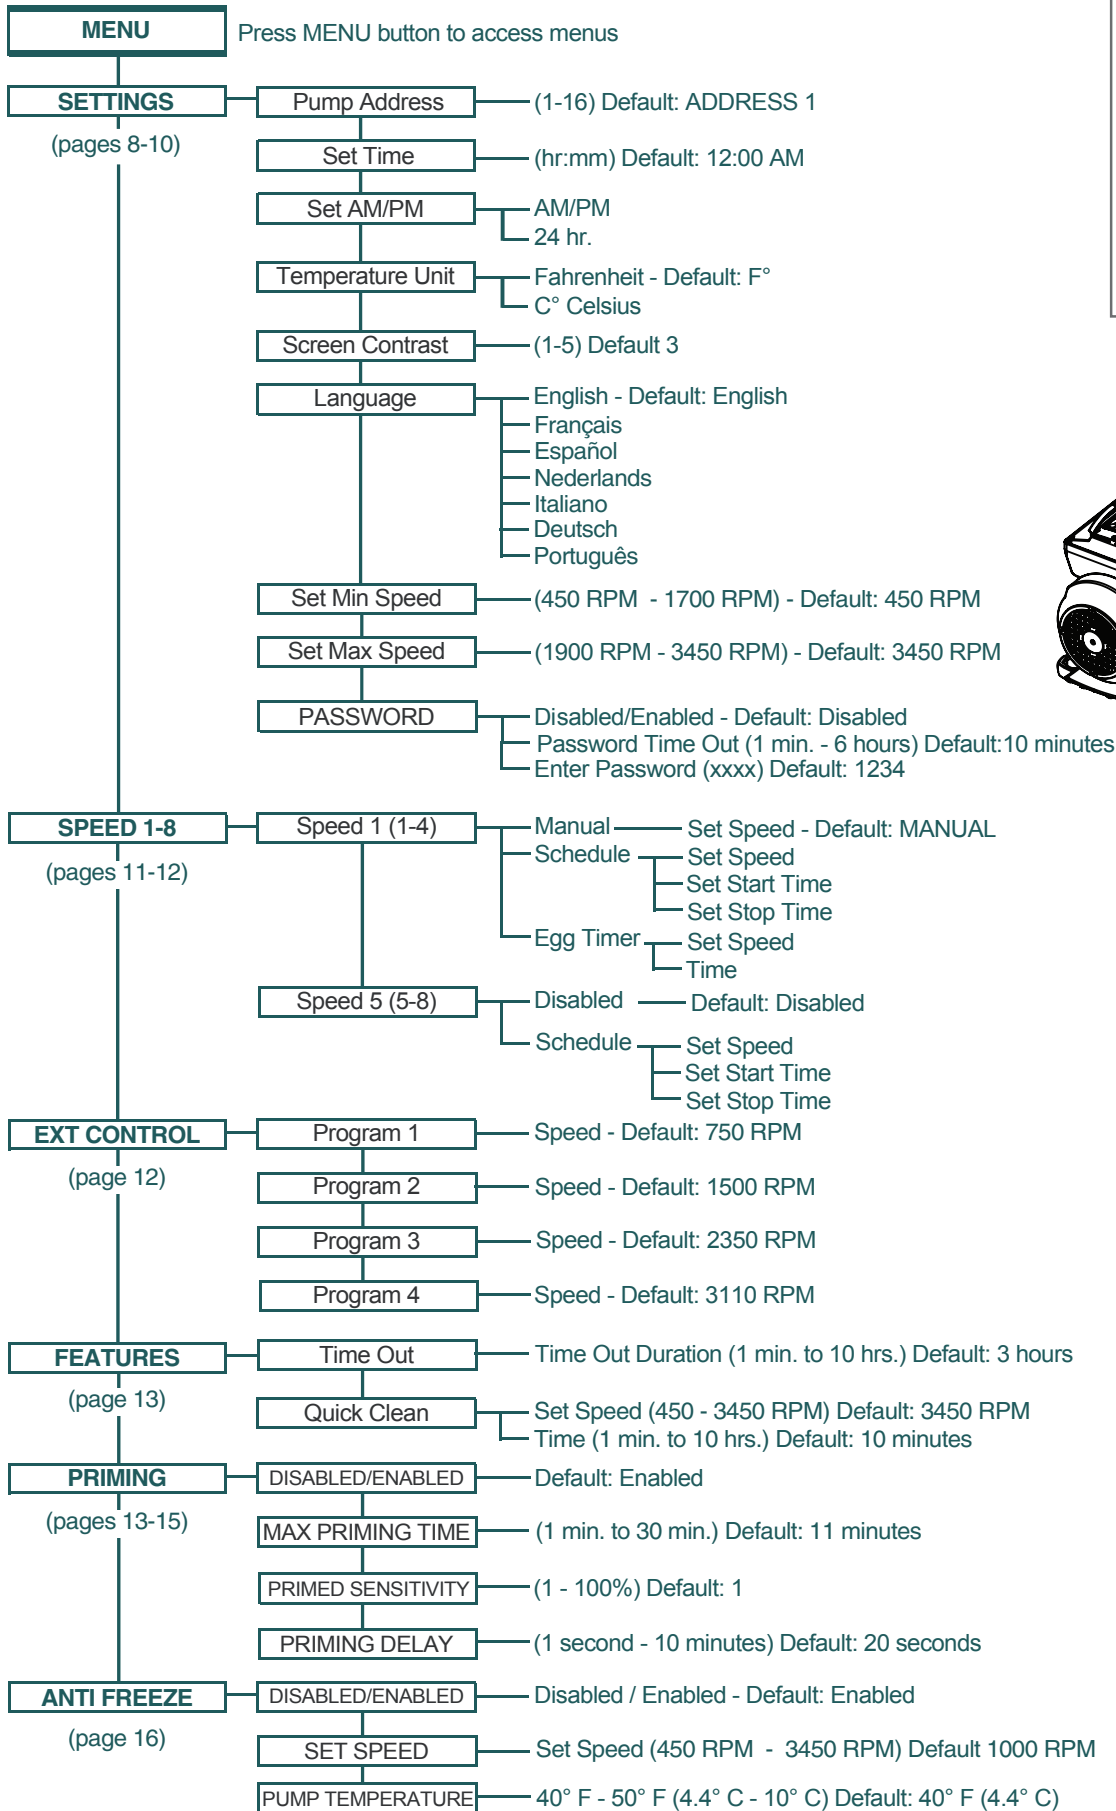 MENU Press MENU button to access menus
SETTINGS Pump Address (1-16) Default: ADDRESS 1
(pages 8-10)
Set Time (hr:mm) Default: 12:00 AM
Set AM/PM AM/PM
24 hr.
Temperature Unit Fahrenheit - Default: F°
C° Celsius
Screen Contrast (1-5) Default 3
Language English - Default: English
Français
Español
Nederlands
Italiano
Deutsch
Português
Set Min Speed (450 RPM - 1700 RPM) - Default: 450 RPM
Set Max Speed (1900 RPM - 3450 RPM) - Default: 3450 RPM
PASSWORD Disabled/Enabled - Default: Disabled
Password Time Out (1 min. - 6 hours) Default:10 minutes
Enter Password (xxxx) Default: 1234
SPEED 1-8 Speed 1 (1-4) Manual Set Speed - Default: MANUAL
(pages 11-12)
Schedule Set Speed
Set Start Time
Set Stop Time
Egg Timer Set Speed
Time
Speed 5 (5-8) Disabled Default: Disabled
Schedule Set Speed
Set Start Time
Set Stop Time
EXT CONTROL Program 1 Speed - Default: 750 RPM
(page 12)
Program 2 Speed - Default: 1500 RPM
Program 3 Speed - Default: 2350 RPM
Program 4 Speed - Default: 3110 RPM
FEATURES Time Out Time Out Duration (1 min. to 10 hrs.) Default: 3 hours
(page 13)
Quick Clean Set Speed (450 - 3450 RPM) Default: 3450 RPM
Time (1 min. to 10 hrs.) Default: 10 minutes
PRIMING DISABLED/ENABLED Default: Enabled
(pages 13-15)
MAX PRIMING TIME (1 min. to 30 min.) Default: 11 minutes
PRIMED SENSITIVITY (1 - 100%) Default: 1
PRIMING DELAY (1 second - 10 minutes) Default: 20 seconds
ANTI FREEZE DISABLED/ENABLED Disabled / Enabled - Default: Enabled
(page 16)
SET SPEED Set Speed (450 RPM - 3450 RPM) Default 1000 RPM
PUMP TEMPERATURE 40° F - 50° F (4.4° C - 10° C) Default: 40° F (4.4° C)